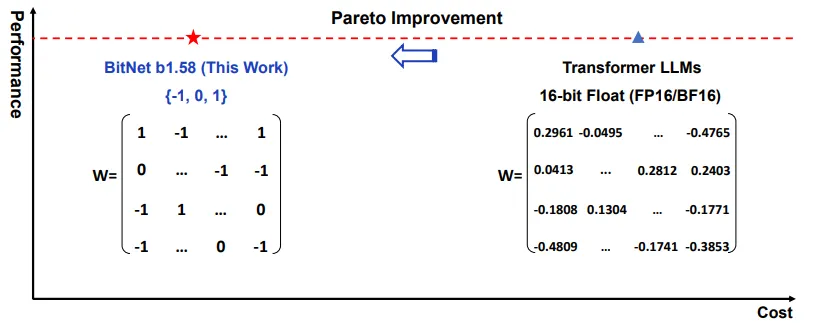 Performance
Pareto Improvement
BitNet b1.58 (This Work)
{-1, 0, 1}
W=
1 -1 ... 1
0 ... -1 -1
-1 1 ... 0
-1 ... 0 -1
Transformer LLMs
16-bit Float (FP16/BF16)
W=
0.2961 -0.0495 ... -0.4765
0.0413 ... 0.2812 0.2403
-0.1808 0.1304 ... -0.1771
-0.4809 ... -0.1741 -0.3853
Cost